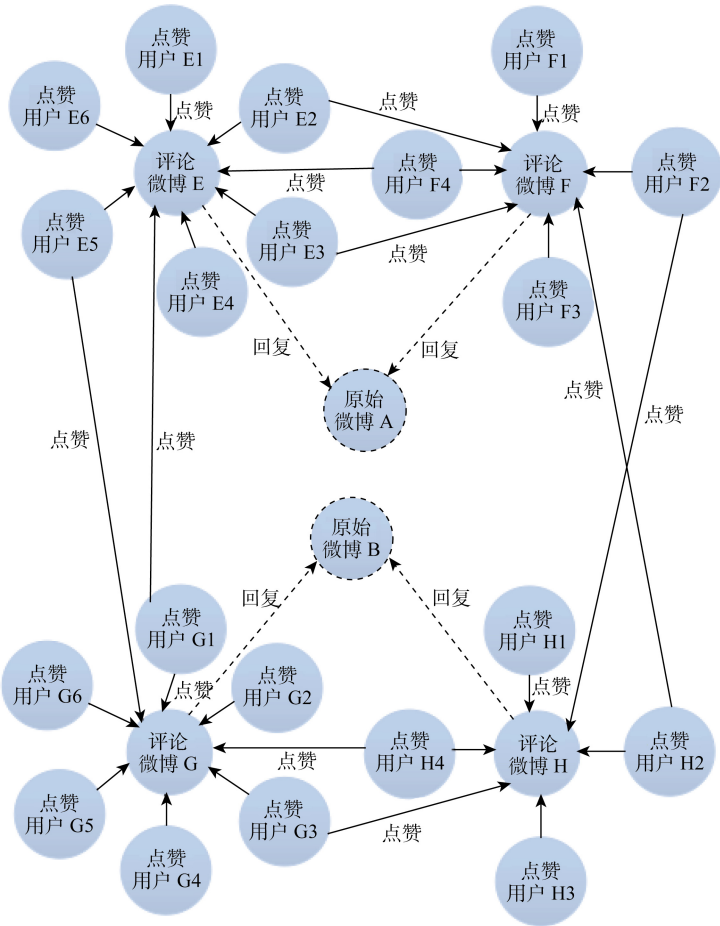 点赞
用户 E1
点赞
用户 F1
点赞
用户 E6
点赞
点赞
用户 E2
点赞
点赞
评论
微博 E
点赞
点赞
用户 F4
评论
微博 F
点赞
用户 F2
点赞
用户 E5
点赞
用户 E3
点赞
点赞
用户 E4
点赞
用户 F3
回复
回复
原始
微博 A
点赞
点赞
点赞
点赞
原始
微博 B
回复
回复
点赞
用户 G1
点赞
用户 H1
点赞
用户 G6
点赞
点赞
用户 G2
点赞
评论
微博 G
点赞
点赞
用户 H4
评论
微博 H
点赞
用户 H2
点赞
用户 G5
点赞
用户 G3
点赞
点赞
用户 G4
点赞
用户 H3